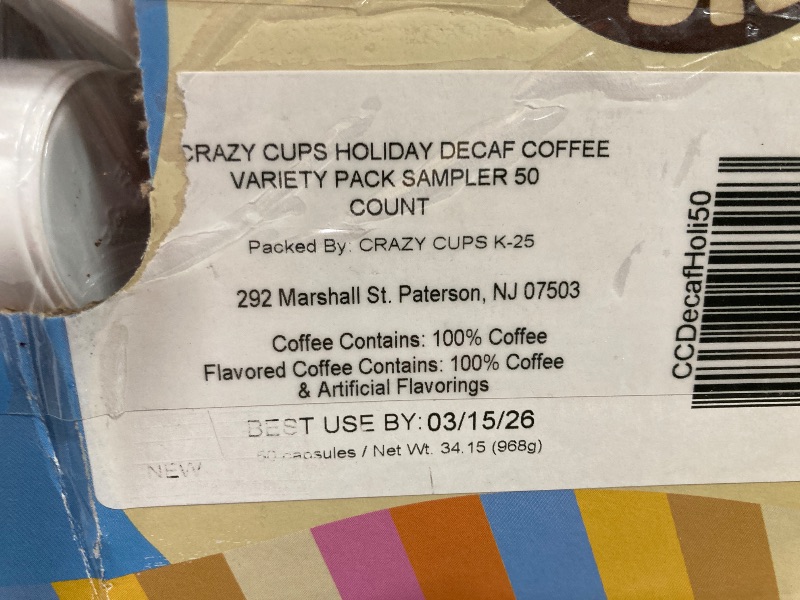 CRAZY CUPS HOLIDAY DECAF COFFEE
VARIETY PACK SAMPLER 50
COUNT
Packed By: CRAZY CUPS K-25
292 Marshall St. Paterson, NJ 07503
Coffee Contains: 100% Coffee
Flavored Coffee Contains: 100% Coffee
& Artificial Flavorings
BEST USE BY: 03/15/26
50 capsules / Net Wt. 34.15 (968g)
NEW
CCDecafHoli50